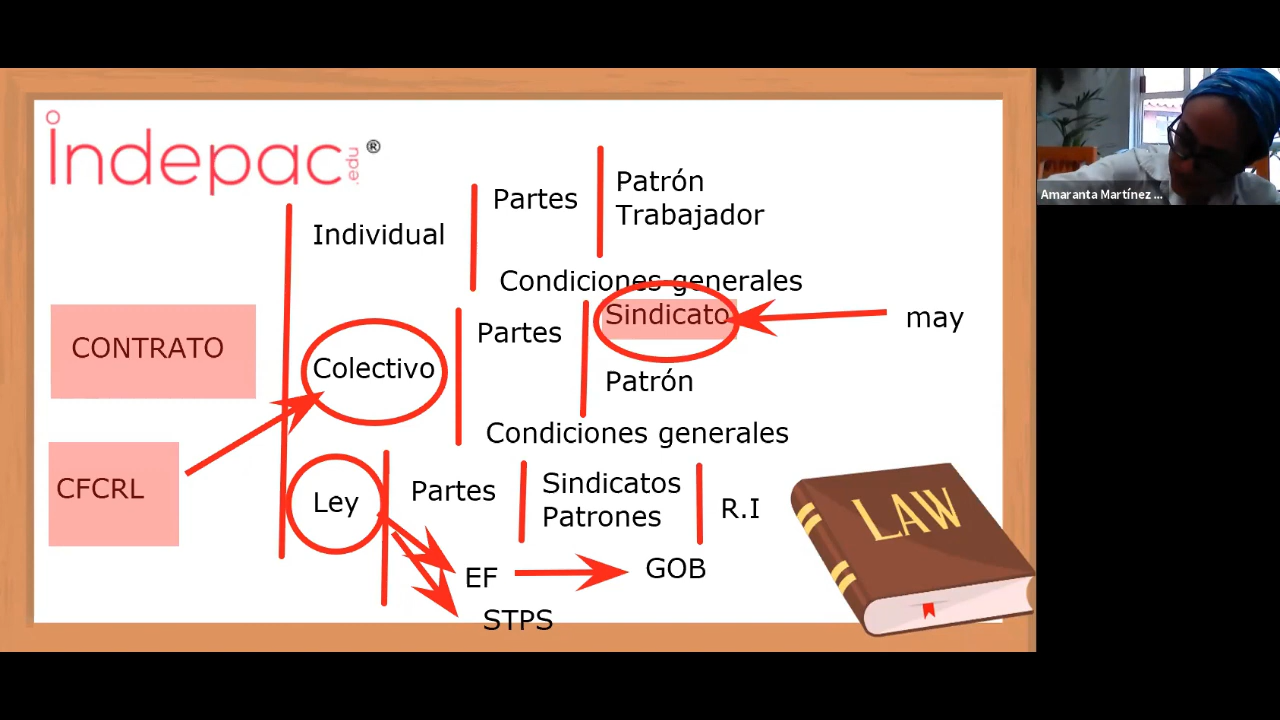 indepac.edu®
Amaranta Martínez ...
Individual
Partes
Patrón
Trabajador
Condiciones generales
CONTRATO
Colectivo
Partes
Sindicato
may
Patrón
Condiciones generales
CFCRL
Ley
Partes
Sindicatos
Patrones
R.I
EF
GOB
STPS
LAW